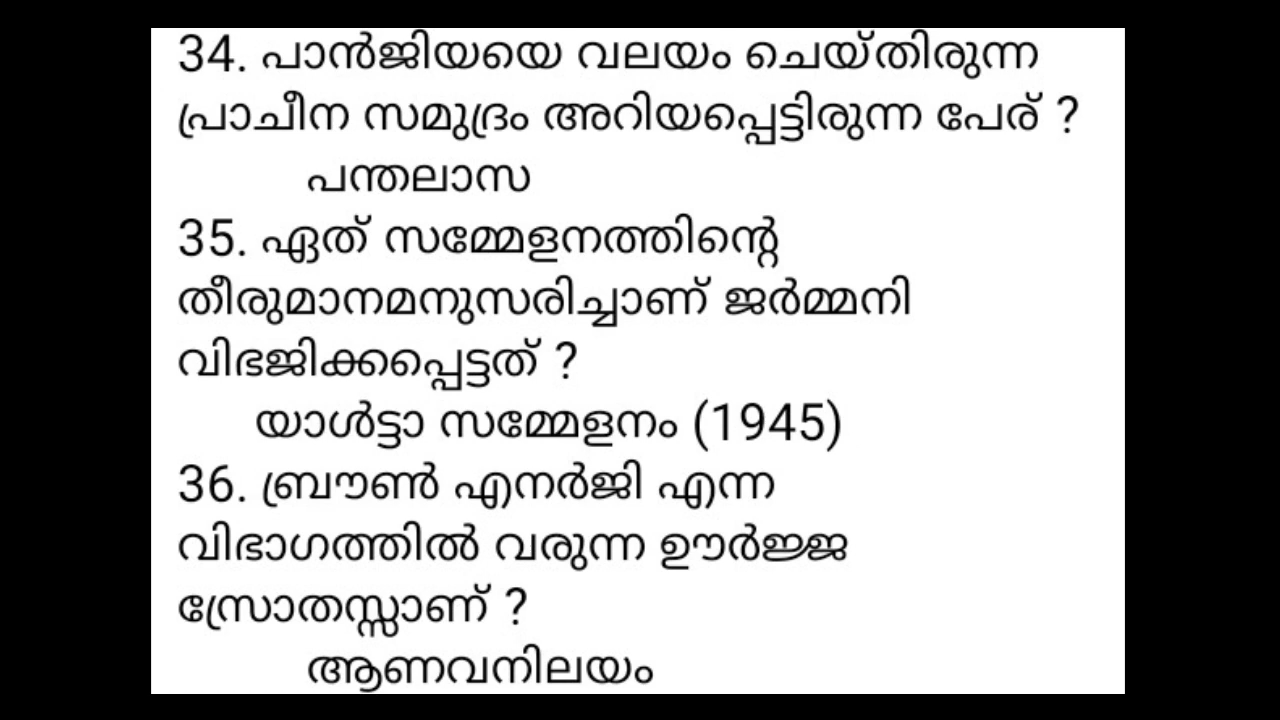 34. പാൻജിയയെ വലയം ചെയ്തിരുന്ന
പ്രാചീന സമുദ്രം അറിയപ്പെട്ടിരുന്ന പേര് ?
പന്തലാസ
35. ഏത് സമ്മേളനത്തിന്റെ
തീരുമാനമനുസരിച്ചാണ് ജർമ്മനി
വിഭജിക്കപ്പെട്ടത് ?
യാൾട്ടാ സമ്മേളനം (1945)
36. ബ്രൗൺ എനർജി എന്ന
വിഭാഗത്തിൽ വരുന്ന ഊർജ്ജ
സ്രോതസ്സാണ് ?
ആണവനിലയം